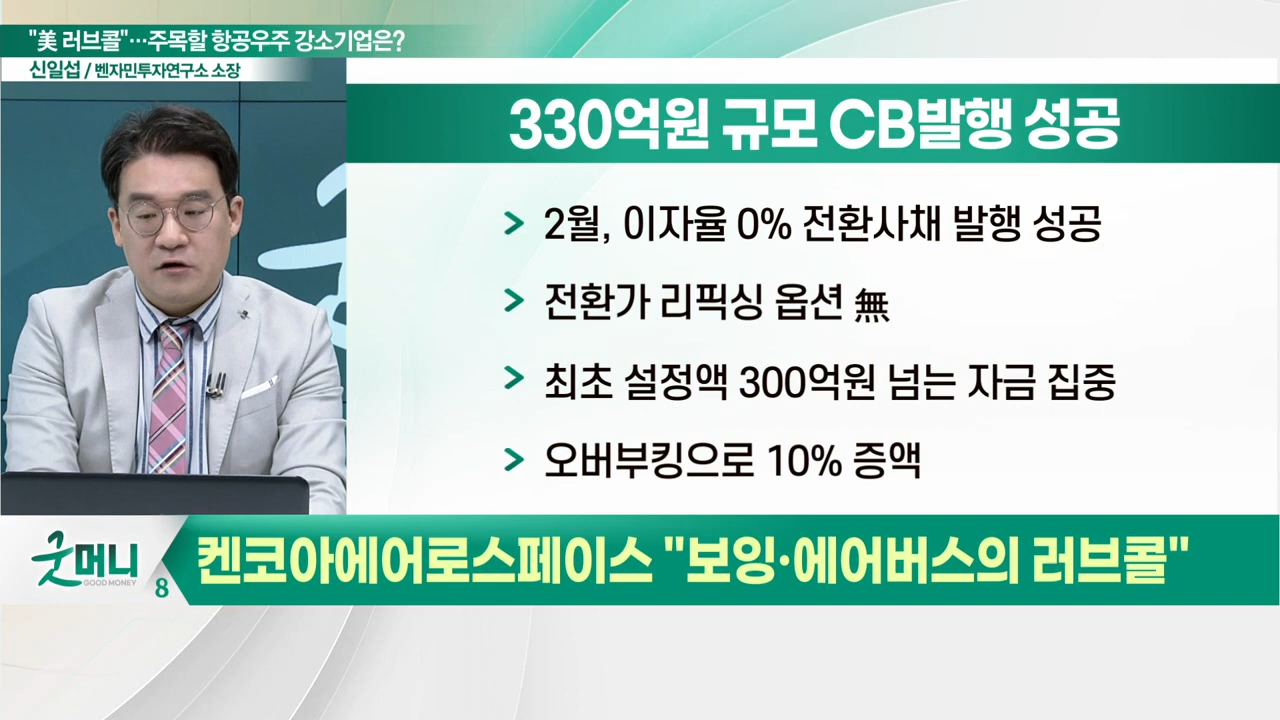 "美 러브콜"…주목할 항공우주 강소기업은?
신일섭 / 벤자민투자연구소 소장
330억원 규모 CB발행 성공
> 2월, 이자율 0% 전환사채 발행 성공
> 전환가 리픽싱 옵션 無
> 최초 설정액 300억원 넘는 자금 집중
> 오버부킹으로 10% 증액
굿머니
GOOD MONEY
8
켄코아에어로스페이스 "보잉·에어버스의 러브콜"